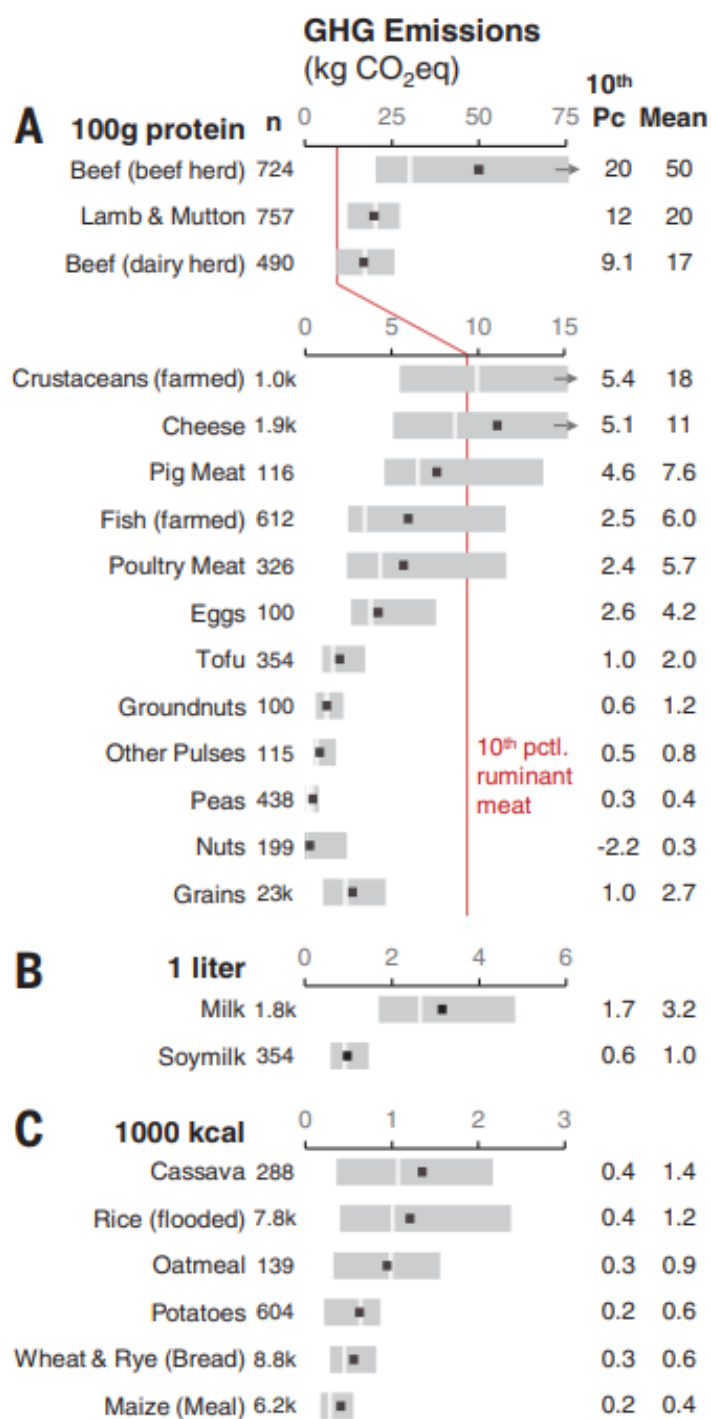 GHG Emissions
(kg CO₂eq)
10th
A 100g protein n 0 25 50 75 Pc Mean
Beef (beef herd) 724 20 50
Lamb & Mutton 757 12 20
Beef (dairy herd) 490 9.1 17
0 5 10 15
Crustaceans (farmed) 1.0k 5.4 18
Cheese 1.9k 5.1 11
Pig Meat 116 4.6 7.6
Fish (farmed) 612 2.5 6.0
Poultry Meat 326 2.4 5.7
Eggs 100 2.6 4.2
Tofu 354 1.0 2.0
Groundnuts 100 0.6 1.2
Other Pulses 115 0.5 0.8
10th pctl.
ruminant
meat
Peas 438 0.3 0.4
Nuts 199 -2.2 0.3
Grains 23k 1.0 2.7
B 1 liter 0 2 4 6
Milk 1.8k 1.7 3.2
Soymilk 354 0.6 1.0
C 1000 kcal 0 1 2 3
Cassava 288 0.4 1.4
Rice (flooded) 7.8k 0.4 1.2
Oatmeal 139 0.3 0.9
Potatoes 604 0.2 0.6
Wheat & Rye (Bread) 8.8k 0.3 0.6
Maize (Meal) 6.2k 0.2 0.4